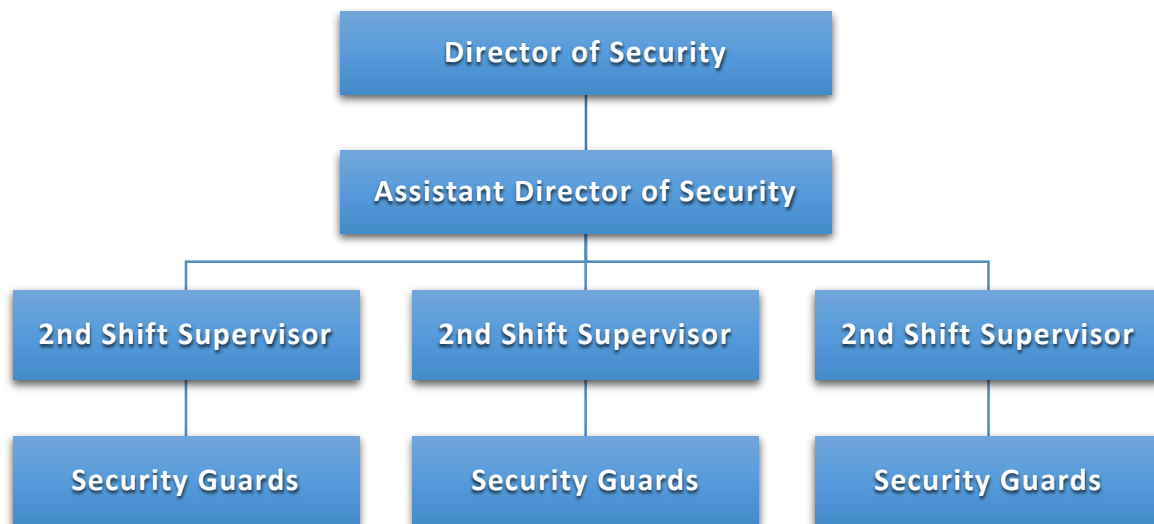 Director of Security
Assistant Director of Security
2nd Shift Supervisor
2nd Shift Supervisor
2nd Shift Supervisor
Security Guards
Security Guards
Security Guards